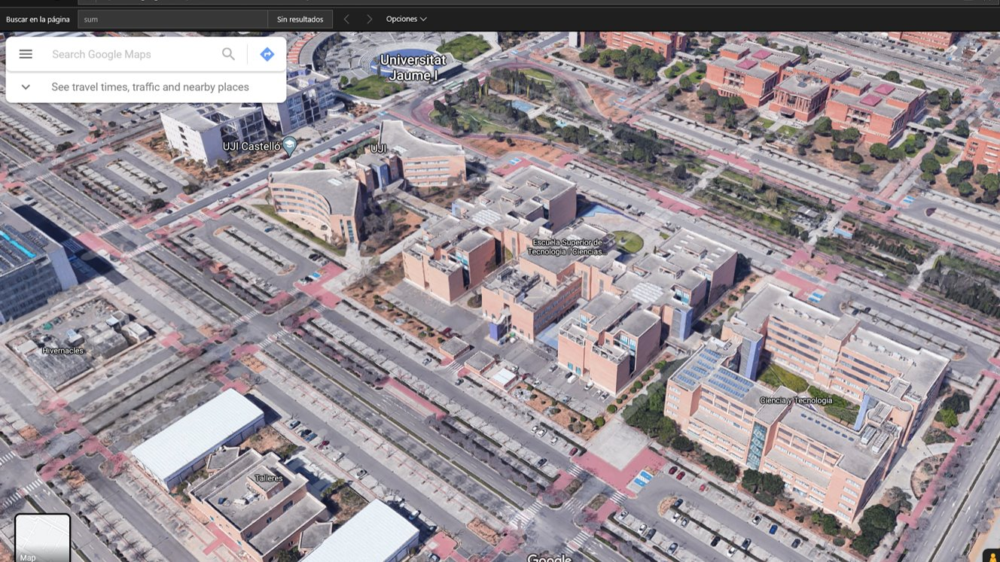 Buscar en la página
sum
Sin resultados
Opciones
Search Google Maps
See travel times, traffic and nearby places
Universitat
Jaume I
UJI Castelló
UJI
Escuela Superior de
Tecnologia I Ciencias...
Hivernacles
Ciencia y Tecnologia
Talleres
Map
Google